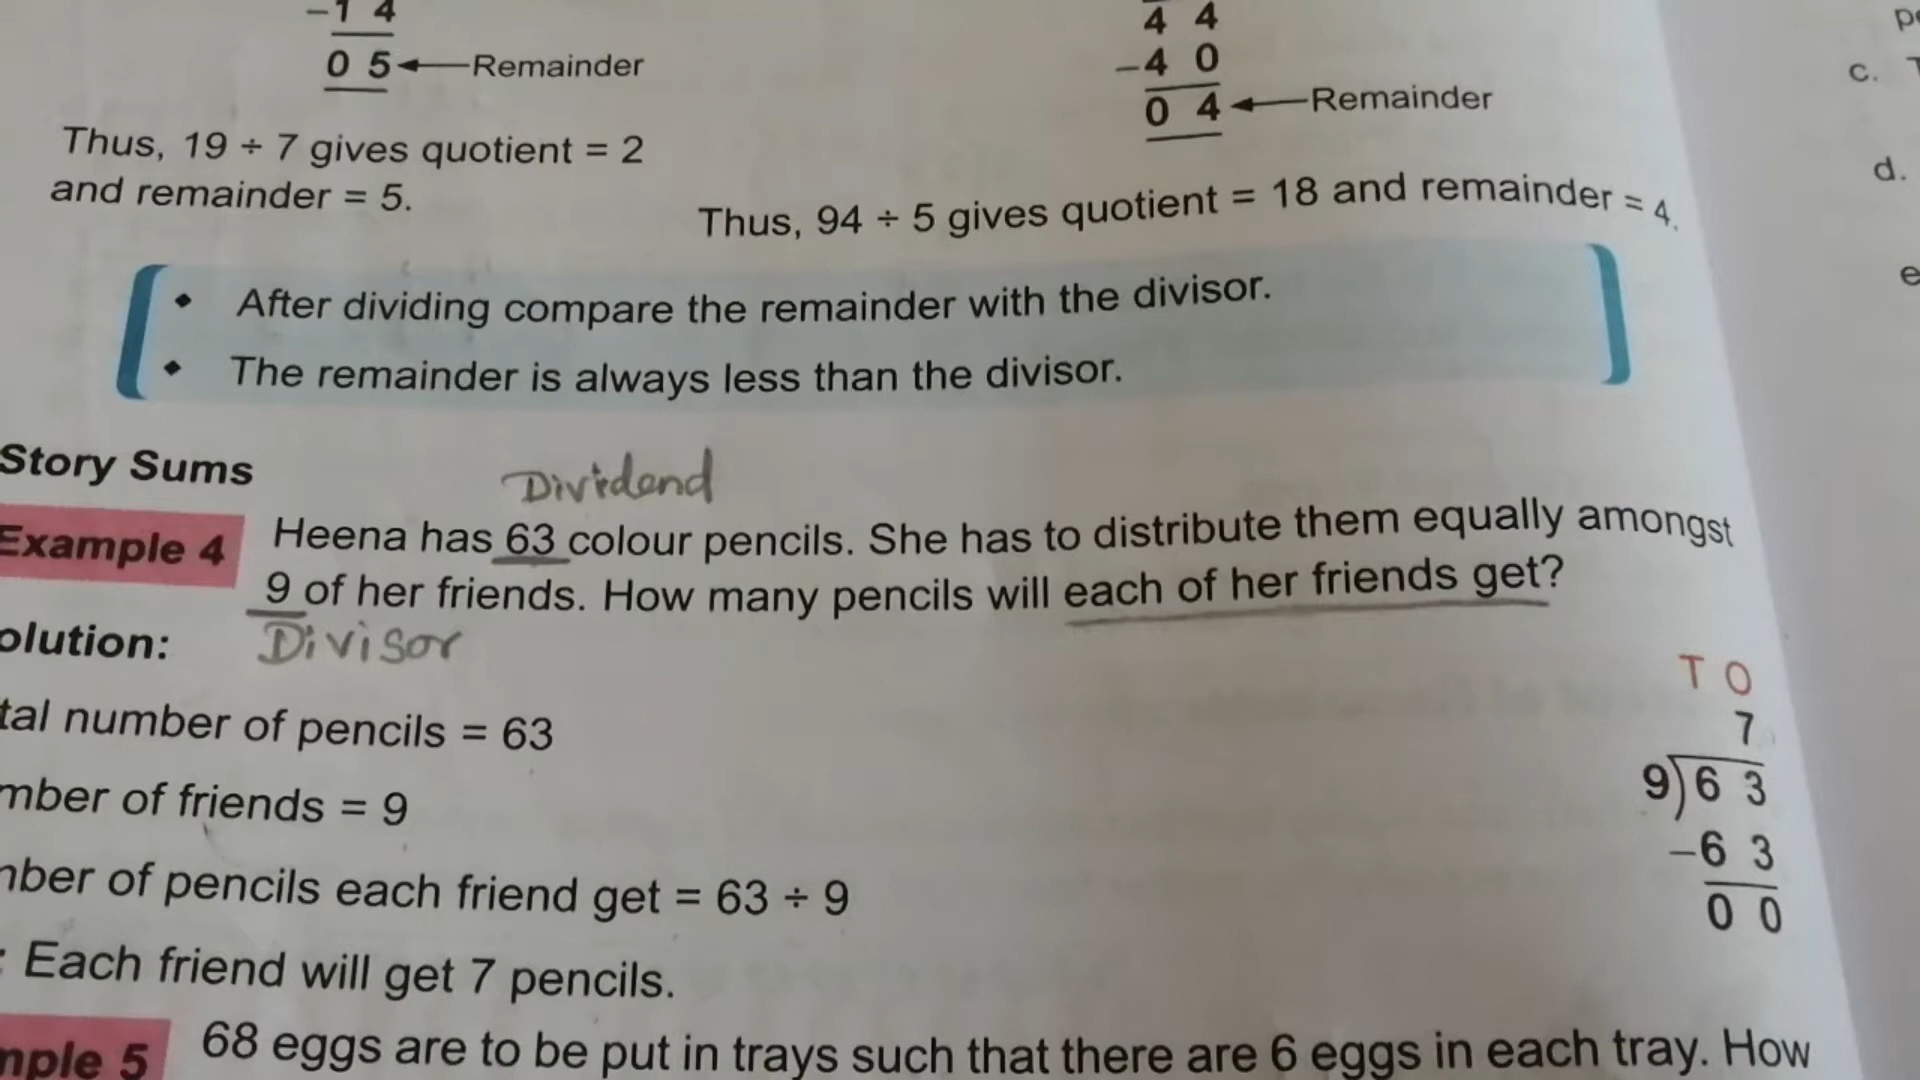 –1 4
0 5 Remainder
Thus, 19 ÷ 7 gives quotient = 2
and remainder = 5.
4 4
–4 0
0 4 Remainder
Thus, 94 ÷ 5 gives quotient = 18 and remainder = 4.
• After dividing compare the remainder with the divisor.
• The remainder is always less than the divisor.
Story Sums
Dividend
Example 4 Heena has 63 colour pencils. She has to distribute them equally amongst
9 of her friends. How many pencils will each of her friends get?
Divisor
olution:
tal number of pencils = 63
mber of friends = 9
nber of pencils each friend get = 63 ÷ 9
: Each friend will get 7 pencils.
T O
7
9)6 3
–6 3
0 0
mple 5 68 eggs are to be put in trays such that there are 6 eggs in each tray. How
c.
d.
e